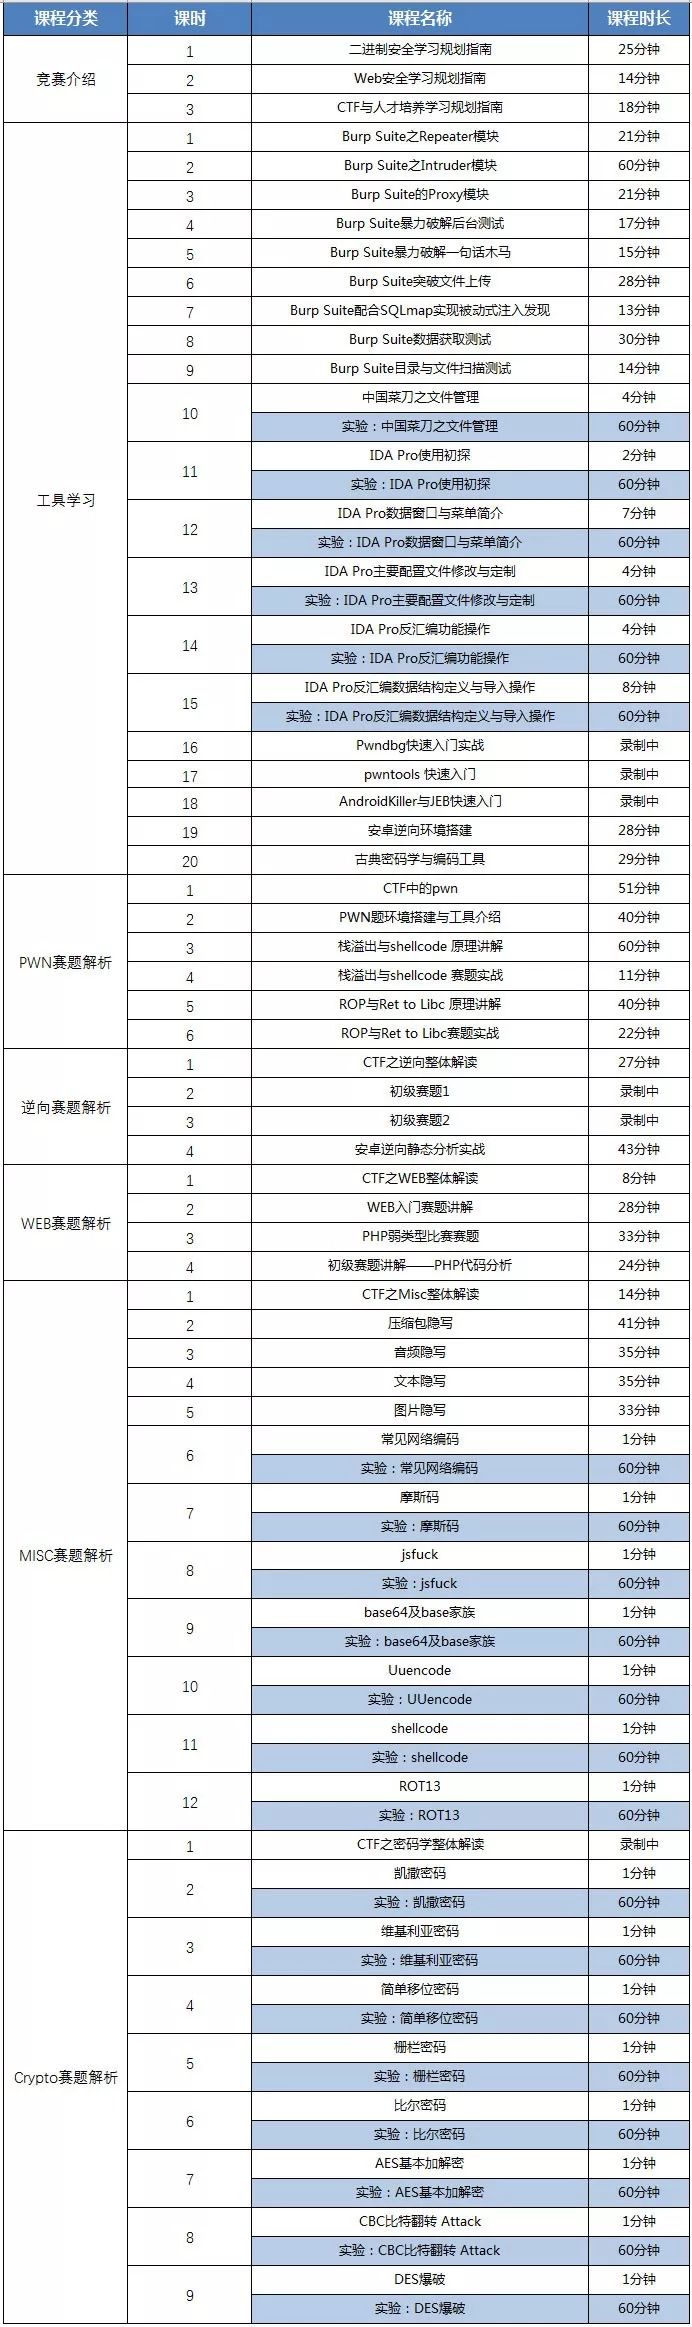 课程分类 课时 课程名称 课程时长
竞赛介绍
1 二进制安全学习规划指南 25分钟
2 Web安全学习规划指南 14分钟
3 CTF与人才培养学习规划指南 18分钟
工具学习
1 Burp Suite之Repeater模块 21分钟
2 Burp Suite之Intruder模块 60分钟
3 Burp Suite的Proxy模块 21分钟
4 Burp Suite暴力破解后台测试 17分钟
5 Burp Suite暴力破解一句话木马 15分钟
6 Burp Suite突破文件上传 28分钟
7 Burp Suite配合SQLmap实现被动式注入发现 13分钟
8 Burp Suite数据获取测试 30分钟
9 Burp Suite目录与文件扫描测试 14分钟
10 中国菜刀之文件管理 4分钟
实验：中国菜刀之文件管理 60分钟
11 IDA Pro使用初探 2分钟
实验：IDA Pro使用初探 60分钟
12 IDA Pro数据窗口与菜单简介 7分钟
实验：IDA Pro数据窗口与菜单简介 60分钟
13 IDA Pro主要配置文件修改与定制 4分钟
实验：IDA Pro主要配置文件修改与定制 60分钟
14 IDA Pro反汇编功能操作 4分钟
实验：IDA Pro反汇编功能操作 60分钟
15 IDA Pro反汇编数据结构定义与导入操作 8分钟
实验：IDA Pro反汇编数据结构定义与导入操作 60分钟
16 Pwndbg快速入门实战 录制中
17 pwntools 快速入门 录制中
18 AndroidKiller与JEB快速入门 录制中
19 安卓逆向环境搭建 28分钟
20 古典密码学与编码工具 29分钟
PWN赛题解析
1 CTF中的pwn 51分钟
2 PWN题环境搭建与工具介绍 40分钟
3 栈溢出与shellcode 原理讲解 60分钟
4 栈溢出与shellcode 赛题实战 11分钟
5 ROP与Ret to Libc 原理讲解 40分钟
6 ROP与Ret to Libc赛题实战 22分钟
逆向赛题解析
1 CTF之逆向整体解读 27分钟
2 初级赛题1 录制中
3 初级赛题2 录制中
4 安卓逆向静态分析实战 43分钟
WEB赛题解析
1 CTF之WEB整体解读 8分钟
2 WEB入门赛题讲解 28分钟
3 PHP弱类型比赛赛题 33分钟
4 初级赛题讲解——PHP代码分析 24分钟
MISC赛题解析
1 CTF之Misc整体解读 14分钟
2 压缩包隐写 41分钟
3 音频隐写 35分钟
4 文本隐写 35分钟
5 图片隐写 33分钟
6 常见网络编码 1分钟
实验：常见网络编码 60分钟
7 摩斯码 1分钟
实验：摩斯码 60分钟
8 jsfuck 1分钟
实验：jsfuck 60分钟
9 base64及base家族 1分钟
实验：base64及base家族 60分钟
10 Uuencode 1分钟
实验：UUencode 60分钟
11 shellcode 1分钟
实验：shellcode 60分钟
12 ROT13 1分钟
实验：ROT13 60分钟
Crypto赛题解析
1 CTF之密码学整体解读 录制中
2 凯撒密码 1分钟
实验：凯撒密码 60分钟
3 维基利亚密码 1分钟
实验：维基利亚密码 60分钟
4 简单移位密码 1分钟
实验：简单移位密码 60分钟
5 栅栏密码 1分钟
实验：栅栏密码 60分钟
6 比尔密码 1分钟
实验：比尔密码 60分钟
7 AES基本加解密 1分钟
实验：AES基本加解密 60分钟
8 CBC比特翻转 Attack 1分钟
实验：CBC比特翻转 Attack 60分钟
9 DES爆破 1分钟
实验：DES爆破 60分钟